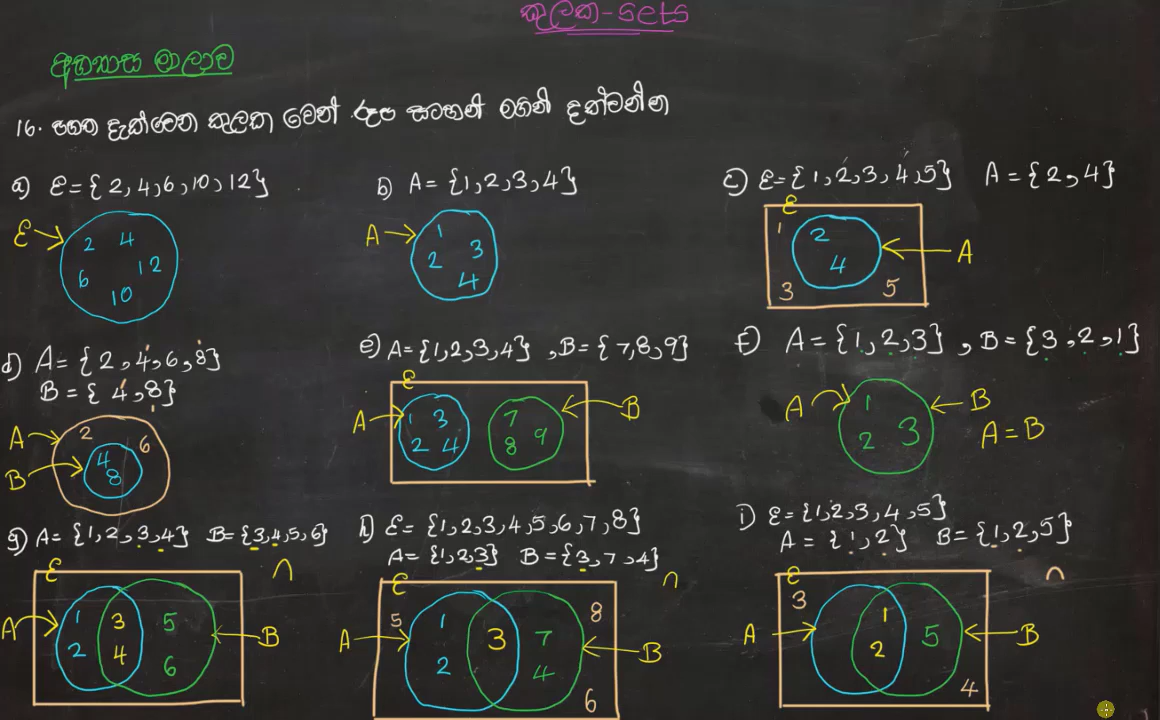 කුලක - sets
අභ්‍යාස මාලාව
16. පහත දැක්වෙන කුලක වෙන් රූප සටහන් මගින් දක්වන්න
a) Ɛ = { 2, 4, 6, 10, 12}
Ɛ
2 4
6 12
10
b) A = {1, 2, 3, 4}
A
1
2 3
4
c) Ɛ = {1, 2, 3, 4, 5} A = {2, 4}
Ɛ
1 2
4 A
3 5
d) A = {2, 4, 6, 8}
B = { 4, 8}
A 2 6
B 4
8
e) A = {1, 2, 3, 4} , B = {7, 8, 9}
Ɛ
A 1 3 7 B
2 4 8 9
f) A = {1, 2, 3} , B = {3, 2, 1}
A 1 B
2 3 A = B
g) A = {1, 2, 3, 4} B = {3, 4, 5, 6}
Ɛ ∩
A 1 3 5 B
2 4 6
h) Ɛ = {1, 2, 3, 4, 5, 6, 7, 8}
A = {1, 2, 3} B = {3, 7, 4}
Ɛ ∩
5 1 8
A 3 7 B
2 4
6
i) Ɛ = {1, 2, 3, 4, 5}
A = {1, 2} B = {1, 2, 5}
Ɛ ∩
3 1
A 2 5 B
4